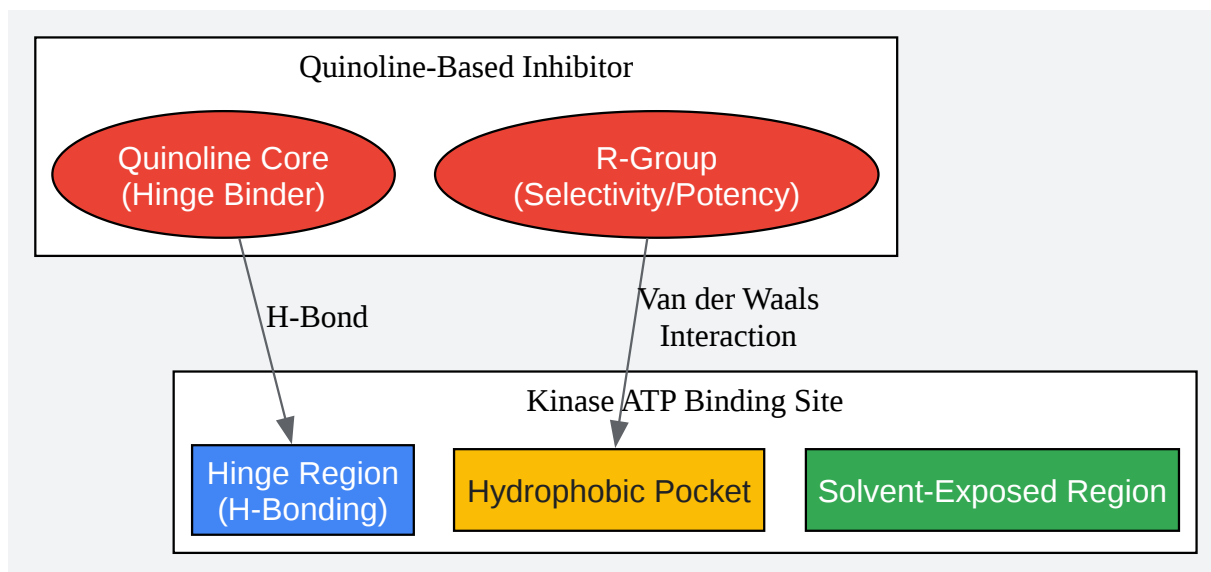 Quinoline-Based Inhibitor
Quinoline Core
(Hinge Binder)
R-Group
(Selectivity/Potency)
H-Bond
Van der Waals
Interaction
Kinase ATP Binding Site
Hinge Region
(H-Bonding)
Hydrophobic Pocket
Solvent-Exposed Region